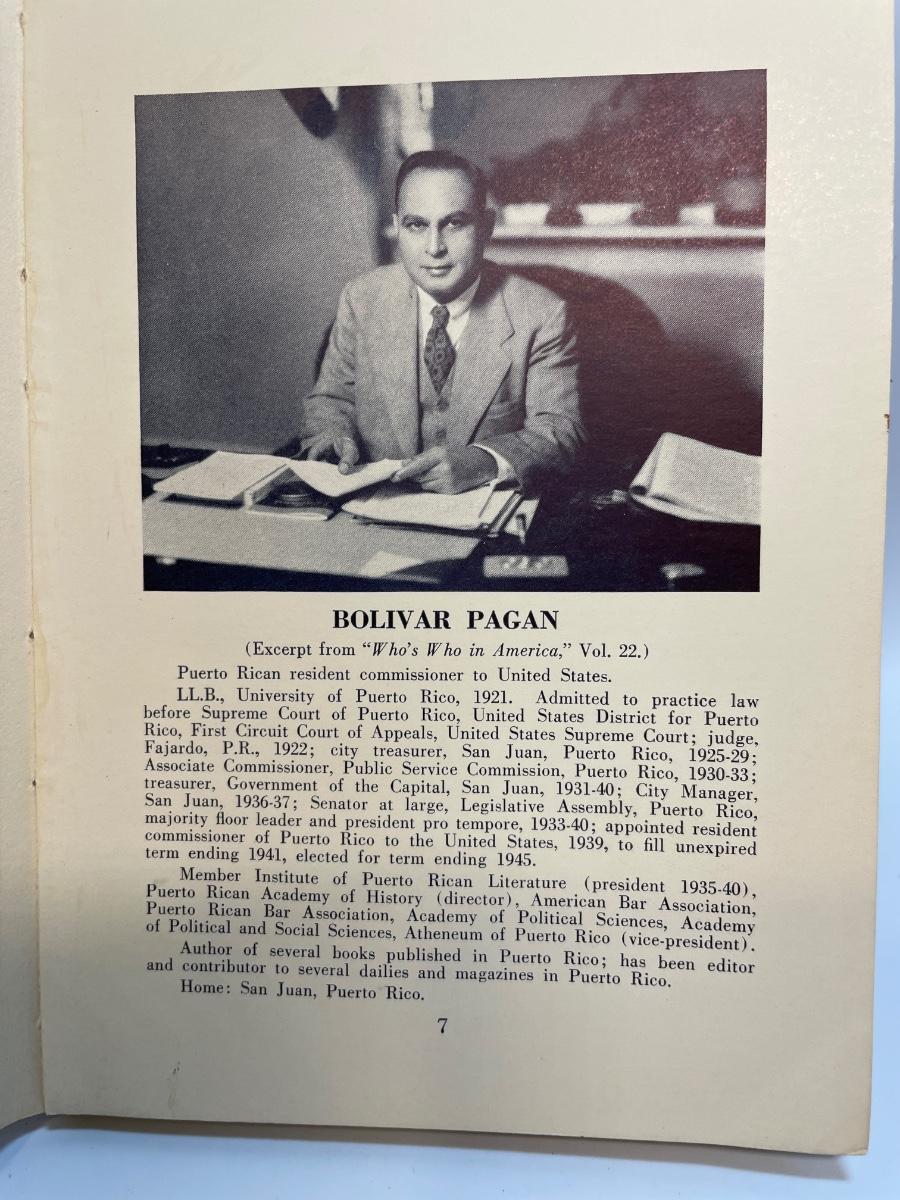 BOLIVAR PAGAN
(Excerpt from "Who's Who in America," Vol. 22.)
Puerto Rican resident commissioner to United States.
LL.B., University of Puerto Rico, 1921. Admitted to practice law
before Supreme Court of Puerto Rico, United States District for Puerto
Rico, First Circuit Court of Appeals, United States Supreme Court; judge,
Fajardo, P.R., 1922; city treasurer, San Juan, Puerto Rico, 1925-29;
Associate Commissioner, Public Service Commission, Puerto Rico, 1930-33;
treasurer, Government of the Capital, San Juan, 1931-40; City Manager,
San Juan, 1936-37; Senator at large, Legislative Assembly, Puerto Rico,
majority floor leader and president pro tempore, 1933-40; appointed resident
commissioner of Puerto Rico to the United States, 1939, to fill unexpired
term ending 1941, elected for term ending 1945.
Member Institute of Puerto Rican Literature (president 1935-40),
Puerto Rican Academy of History (director), American Bar Association,
Puerto Rican Bar Association, Academy of Political Sciences, Academy
of Political and Social Sciences, Atheneum of Puerto Rico (vice-president).
Author of several books published in Puerto Rico; has been editor
and contributor to several dailies and magazines in Puerto Rico.
Home: San Juan, Puerto Rico.
7